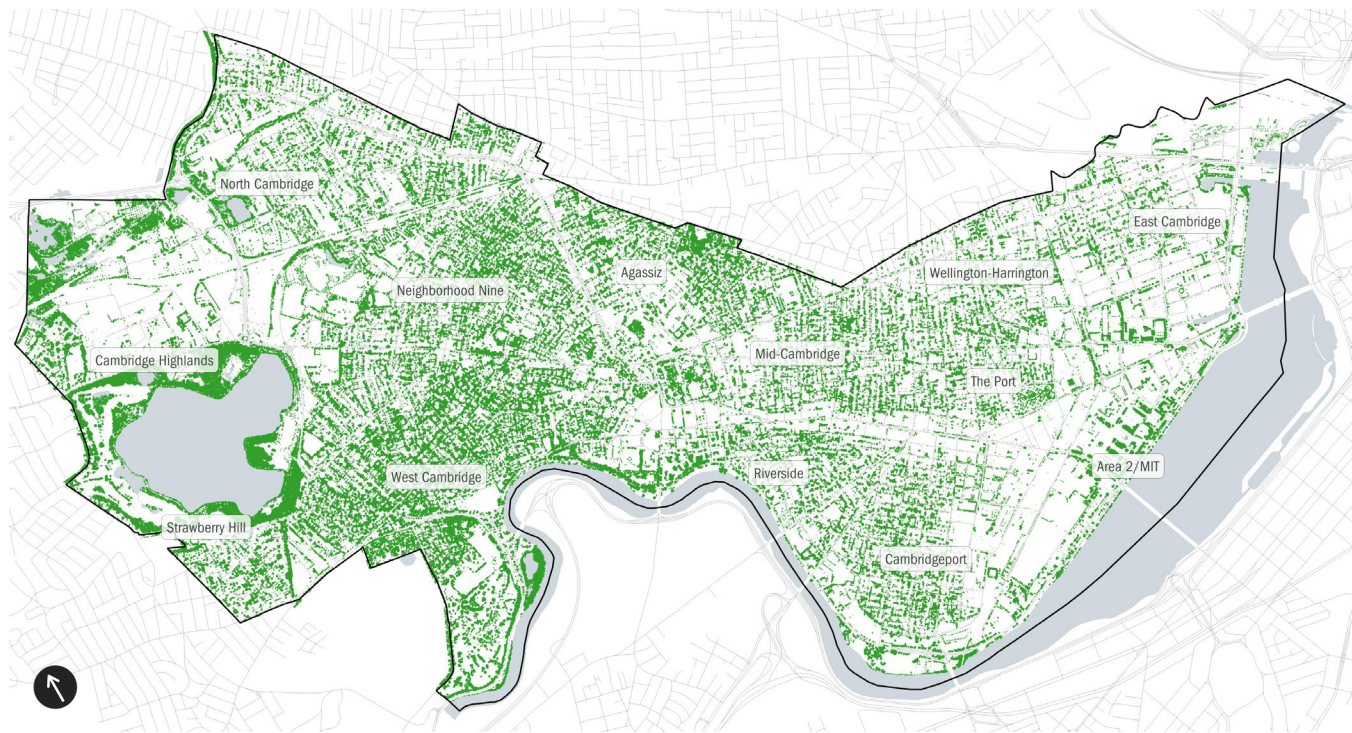 North Cambridge
East Cambridge
Agassiz
Wellington-Harrington
Neighborhood Nine
Mid-Cambridge
Cambridge Highlands
The Port
Area 2/MIT
Riverside
West Cambridge
Strawberry Hill
Cambridgeport